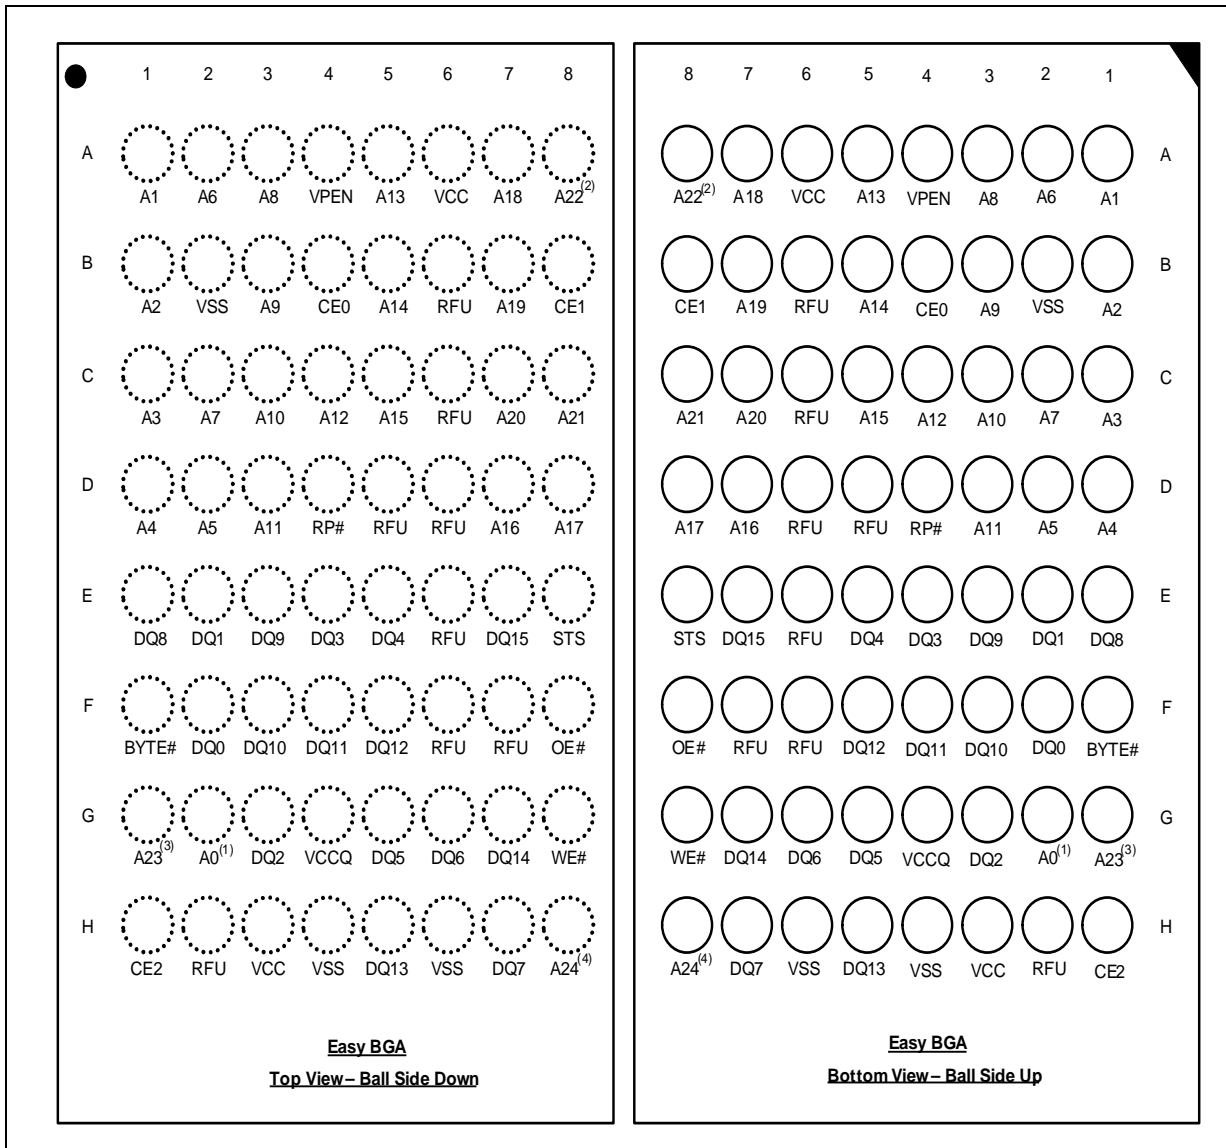 1 2 3 4 5 6 7 8
A
A1 A6 A8 VPEN A13 VCC A18 A22(2)
B
A2 VSS A9 CE0 A14 RFU A19 CE1
C
A3 A7 A10 A12 A15 RFU A20 A21
D
A4 A5 A11 RP# RFU RFU A16 A17
E
DQ8 DQ1 DQ9 DQ3 DQ4 RFU DQ15 STS
F
BYTE# DQ0 DQ10 DQ11 DQ12 RFU RFU OE#
G
A23(3) A0(1) DQ2 VCCQ DQ5 DQ6 DQ14 WE#
H
CE2 RFU VCC VSS DQ13 VSS DQ7 A24(4)
Easy BGA
Top View – Ball Side Down
8 7 6 5 4 3 2 1
A
A22(2) A18 VCC A13 VPEN A8 A6 A1
B
CE1 A19 RFU A14 CE0 A9 VSS A2
C
A21 A20 RFU A15 A12 A10 A7 A3
D
A17 A16 RFU RFU RP# A11 A5 A4
E
STS DQ15 RFU DQ4 DQ3 DQ9 DQ1 DQ8
F
OE# RFU RFU DQ12 DQ11 DQ10 DQ0 BYTE#
G
WE# DQ14 DQ6 DQ5 VCCQ DQ2 A0(1) A23(3)
H
A24(4) DQ7 VSS DQ13 VSS VCC RFU CE2
Easy BGA
Bottom View – Ball Side Up